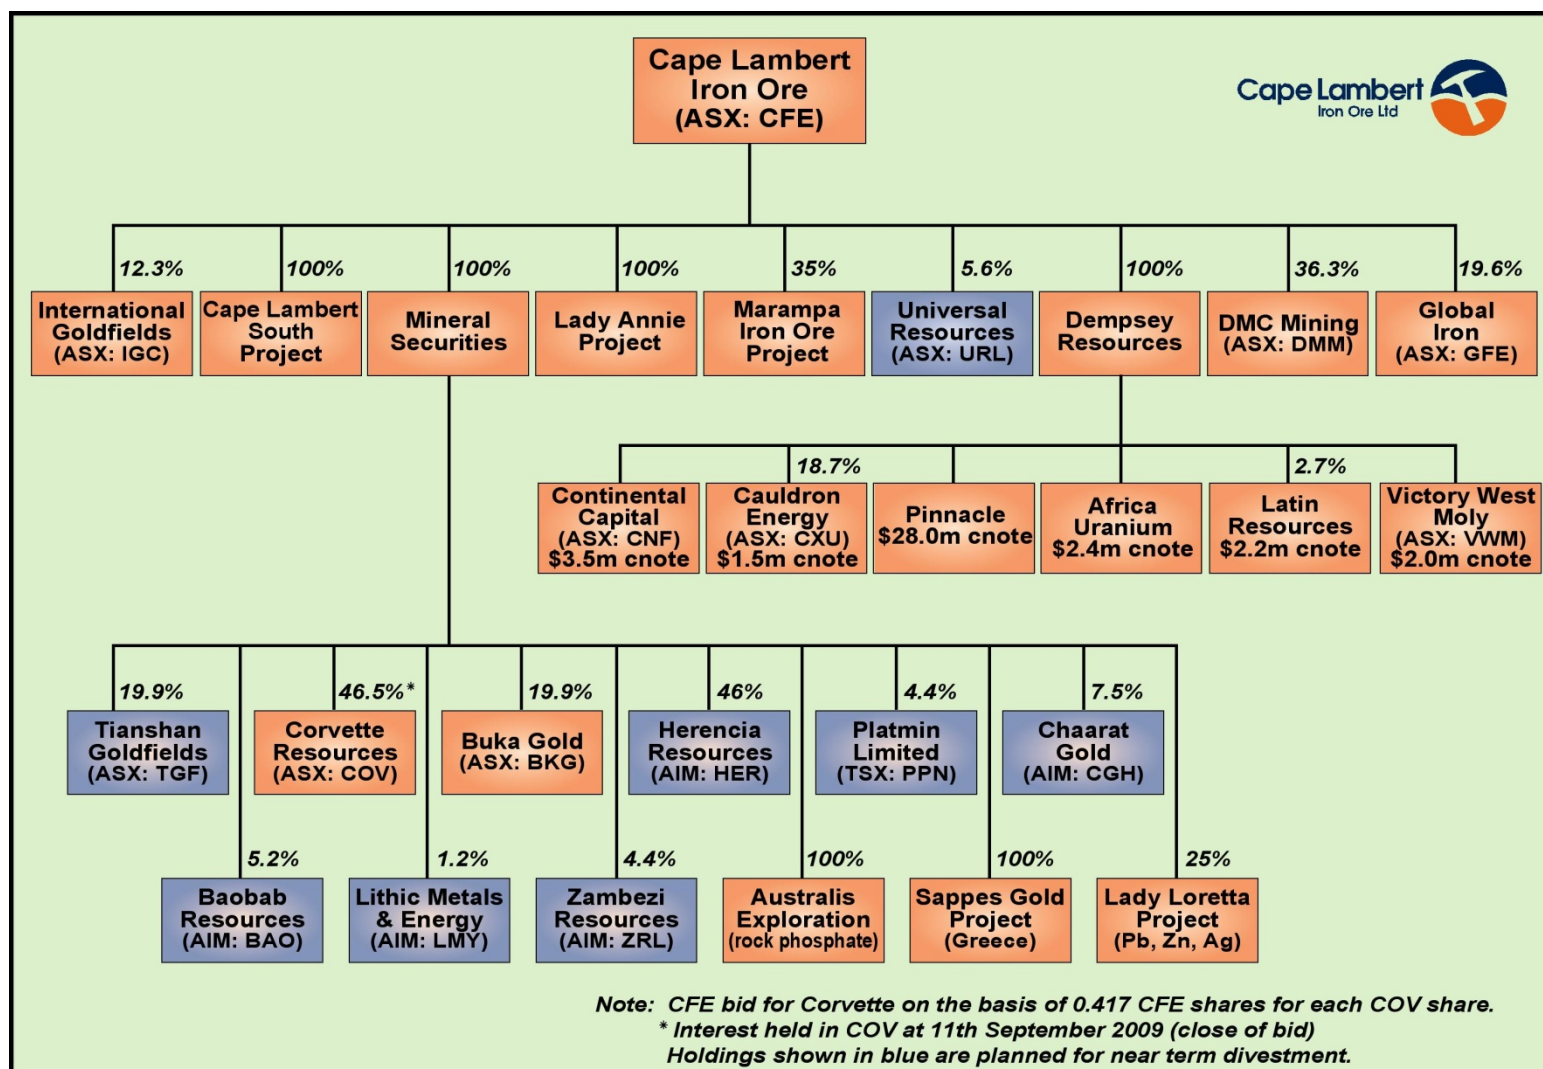 Cape Lambert
Iron Ore
(ASX: CFE)
Cape Lambert
Iron Ore Ltd
12.3%
100%
100%
100%
35%
5.6%
100%
36.3%
19.6%
International
Goldfields
(ASX: IGC)
Cape Lambert
South
Project
Mineral
Securities
Lady Annie
Project
Marampa
Iron Ore
Project
Universal
Resources
(ASX: URL)
Dempsey
Resources
DMC Mining
(ASX: DMM)
Global
Iron
(ASX: GFE)
18.7%
2.7%
Continental
Capital
(ASX: CNF)
$3.5m cnote
Cauldron
Energy
(ASX: CXU)
$1.5m cnote
Pinnacle
$28.0m cnote
Africa
Uranium
$2.4m cnote
Latin
Resources
$2.2m cnote
Victory West
Moly
(ASX: VWM)
$2.0m cnote
19.9%
46.5%*
19.9%
46%
4.4%
7.5%
Tianshan
Goldfields
(ASX: TGF)
Corvette
Resources
(ASX: COV)
Buka Gold
(ASX: BKG)
Herencia
Resources
(AIM: HER)
Platmin
Limited
(TSX: PPN)
Chaarat
Gold
(AIM: CGH)
5.2%
1.2%
4.4%
100%
100%
25%
Baobab
Resources
(AIM: BAO)
Lithic Metals
& Energy
(AIM: LMY)
Zambezi
Resources
(AIM: ZRL)
Australis
Exploration
(rock phosphate)
Sappes Gold
Project
(Greece)
Lady Loretta
Project
(Pb, Zn, Ag)
Note: CFE bid for Corvette on the basis of 0.417 CFE shares for each COV share.
* Interest held in COV at 11th September 2009 (close of bid)
Holdings shown in blue are planned for near term divestment.